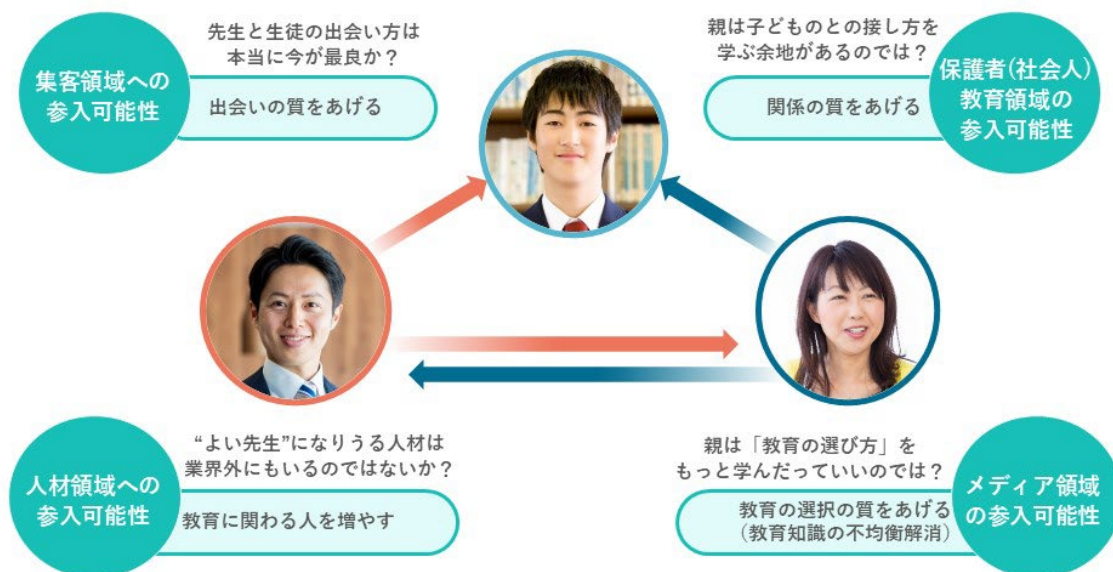 集客領域への
参入可能性
先生と生徒の出会い方は
本当に今が最良か？
出会いの質をあげる
親は子どものとの接し方を
学ぶ余地があるのでは？
関係の質をあげる
保護者(社会人)
教育領域の
参入可能性
人材領域への
参入可能性
“よい先生”になりうる人材は
業界外にもいるのではないか？
教育に関わる人を増やす
親は「教育の選び方」を
もっと学んだっていいのでは？
教育の選択の質をあげる
（教育知識の不均衡解消）
メディア領域
の参入可能性